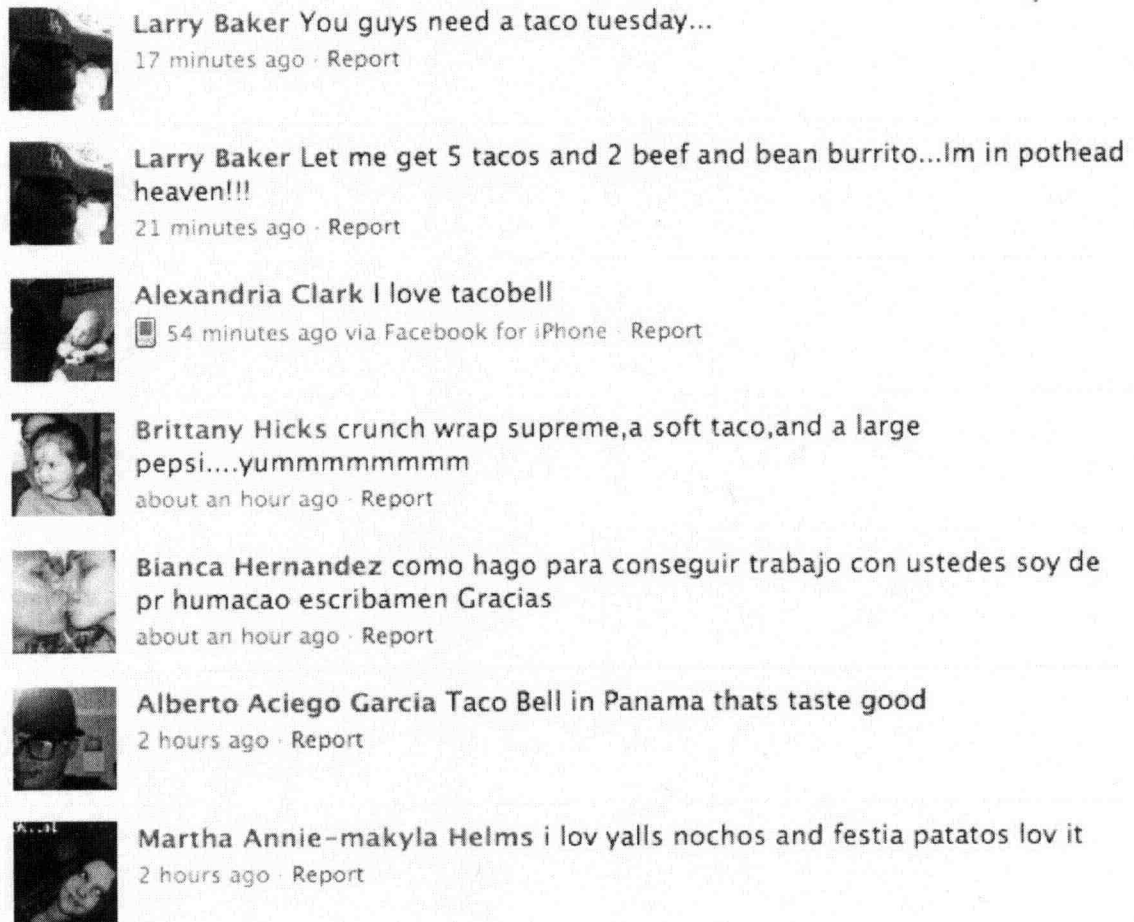 Larry Baker You guys need a taco tuesday...
17 minutes ago · Report
Larry Baker Let me get 5 tacos and 2 beef and bean burrito...Im in pothead
heaven!!!
21 minutes ago · Report
Alexandria Clark I love tacobell
54 minutes ago via Facebook for iPhone · Report
Brittany Hicks crunch wrap supreme,a soft taco,and a large
pepsi....yummmmmmmm
about an hour ago · Report
Bianca Hernandez como hago para conseguir trabajo con ustedes soy de
pr humacao escribamen Gracias
about an hour ago · Report
Alberto Aciego Garcia Taco Bell in Panama thats taste good
2 hours ago · Report
Martha Annie-makyla Helms i lov yalls nochos and festia patatos lov it
2 hours ago · Report